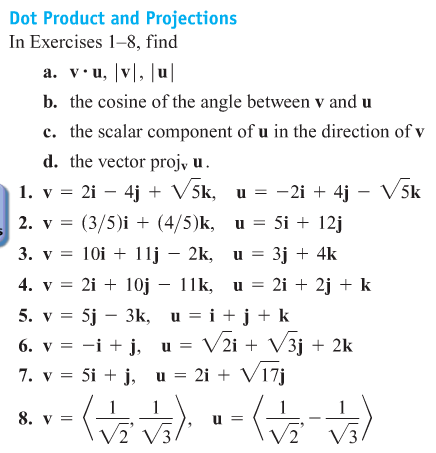 Dot Product and Projections
In Exercises 1–8, find
a. v · u, |v|, |u|
b. the cosine of the angle between v and u
c. the scalar component of u in the direction of v
d. the vector projᵥ u.
1. v = 2i − 4j + √5k, u = −2i + 4j − √5k
2. v = (3/5)i + (4/5)k, u = 5i + 12j
3. v = 10i + 11j − 2k, u = 3j + 4k
4. v = 2i + 10j − 11k, u = 2i + 2j + k
5. v = 5j − 3k, u = i + j + k
6. v = −i + j, u = √2i + √3j + 2k
7. v = 5i + j, u = 2i + √17j
8. v = ⟨1/√2, 1/√3⟩, u = ⟨1/√2, −1/√3⟩